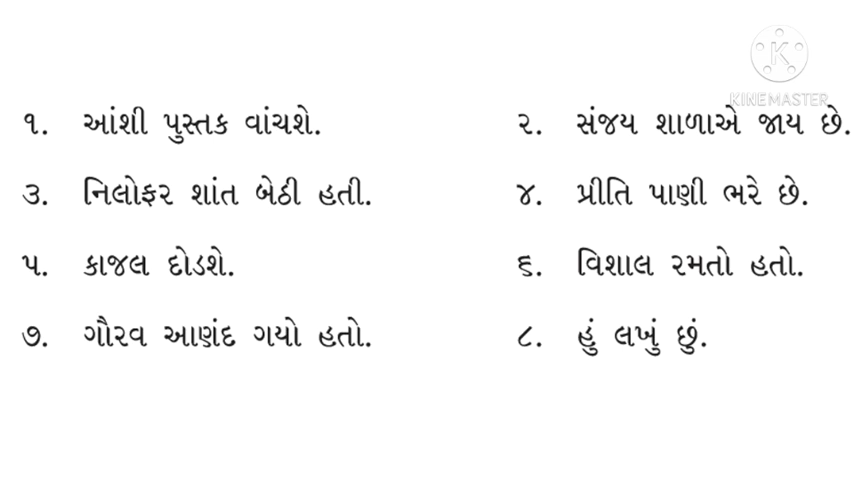 KINEMASTER
૧. આંશી પુસ્તક વાંચશે.
૨. સંજય શાળાએ જાય છે.
૩. નિલોફર શાંત બેઠી હતી.
૪. પ્રીતિ પાણી ભરે છે.
૫. કાજલ દોડશે.
૬. વિશાલ રમતો હતો.
૭. ગૌરવ આણંદ ગયો હતો.
૮. હું લખું છું.